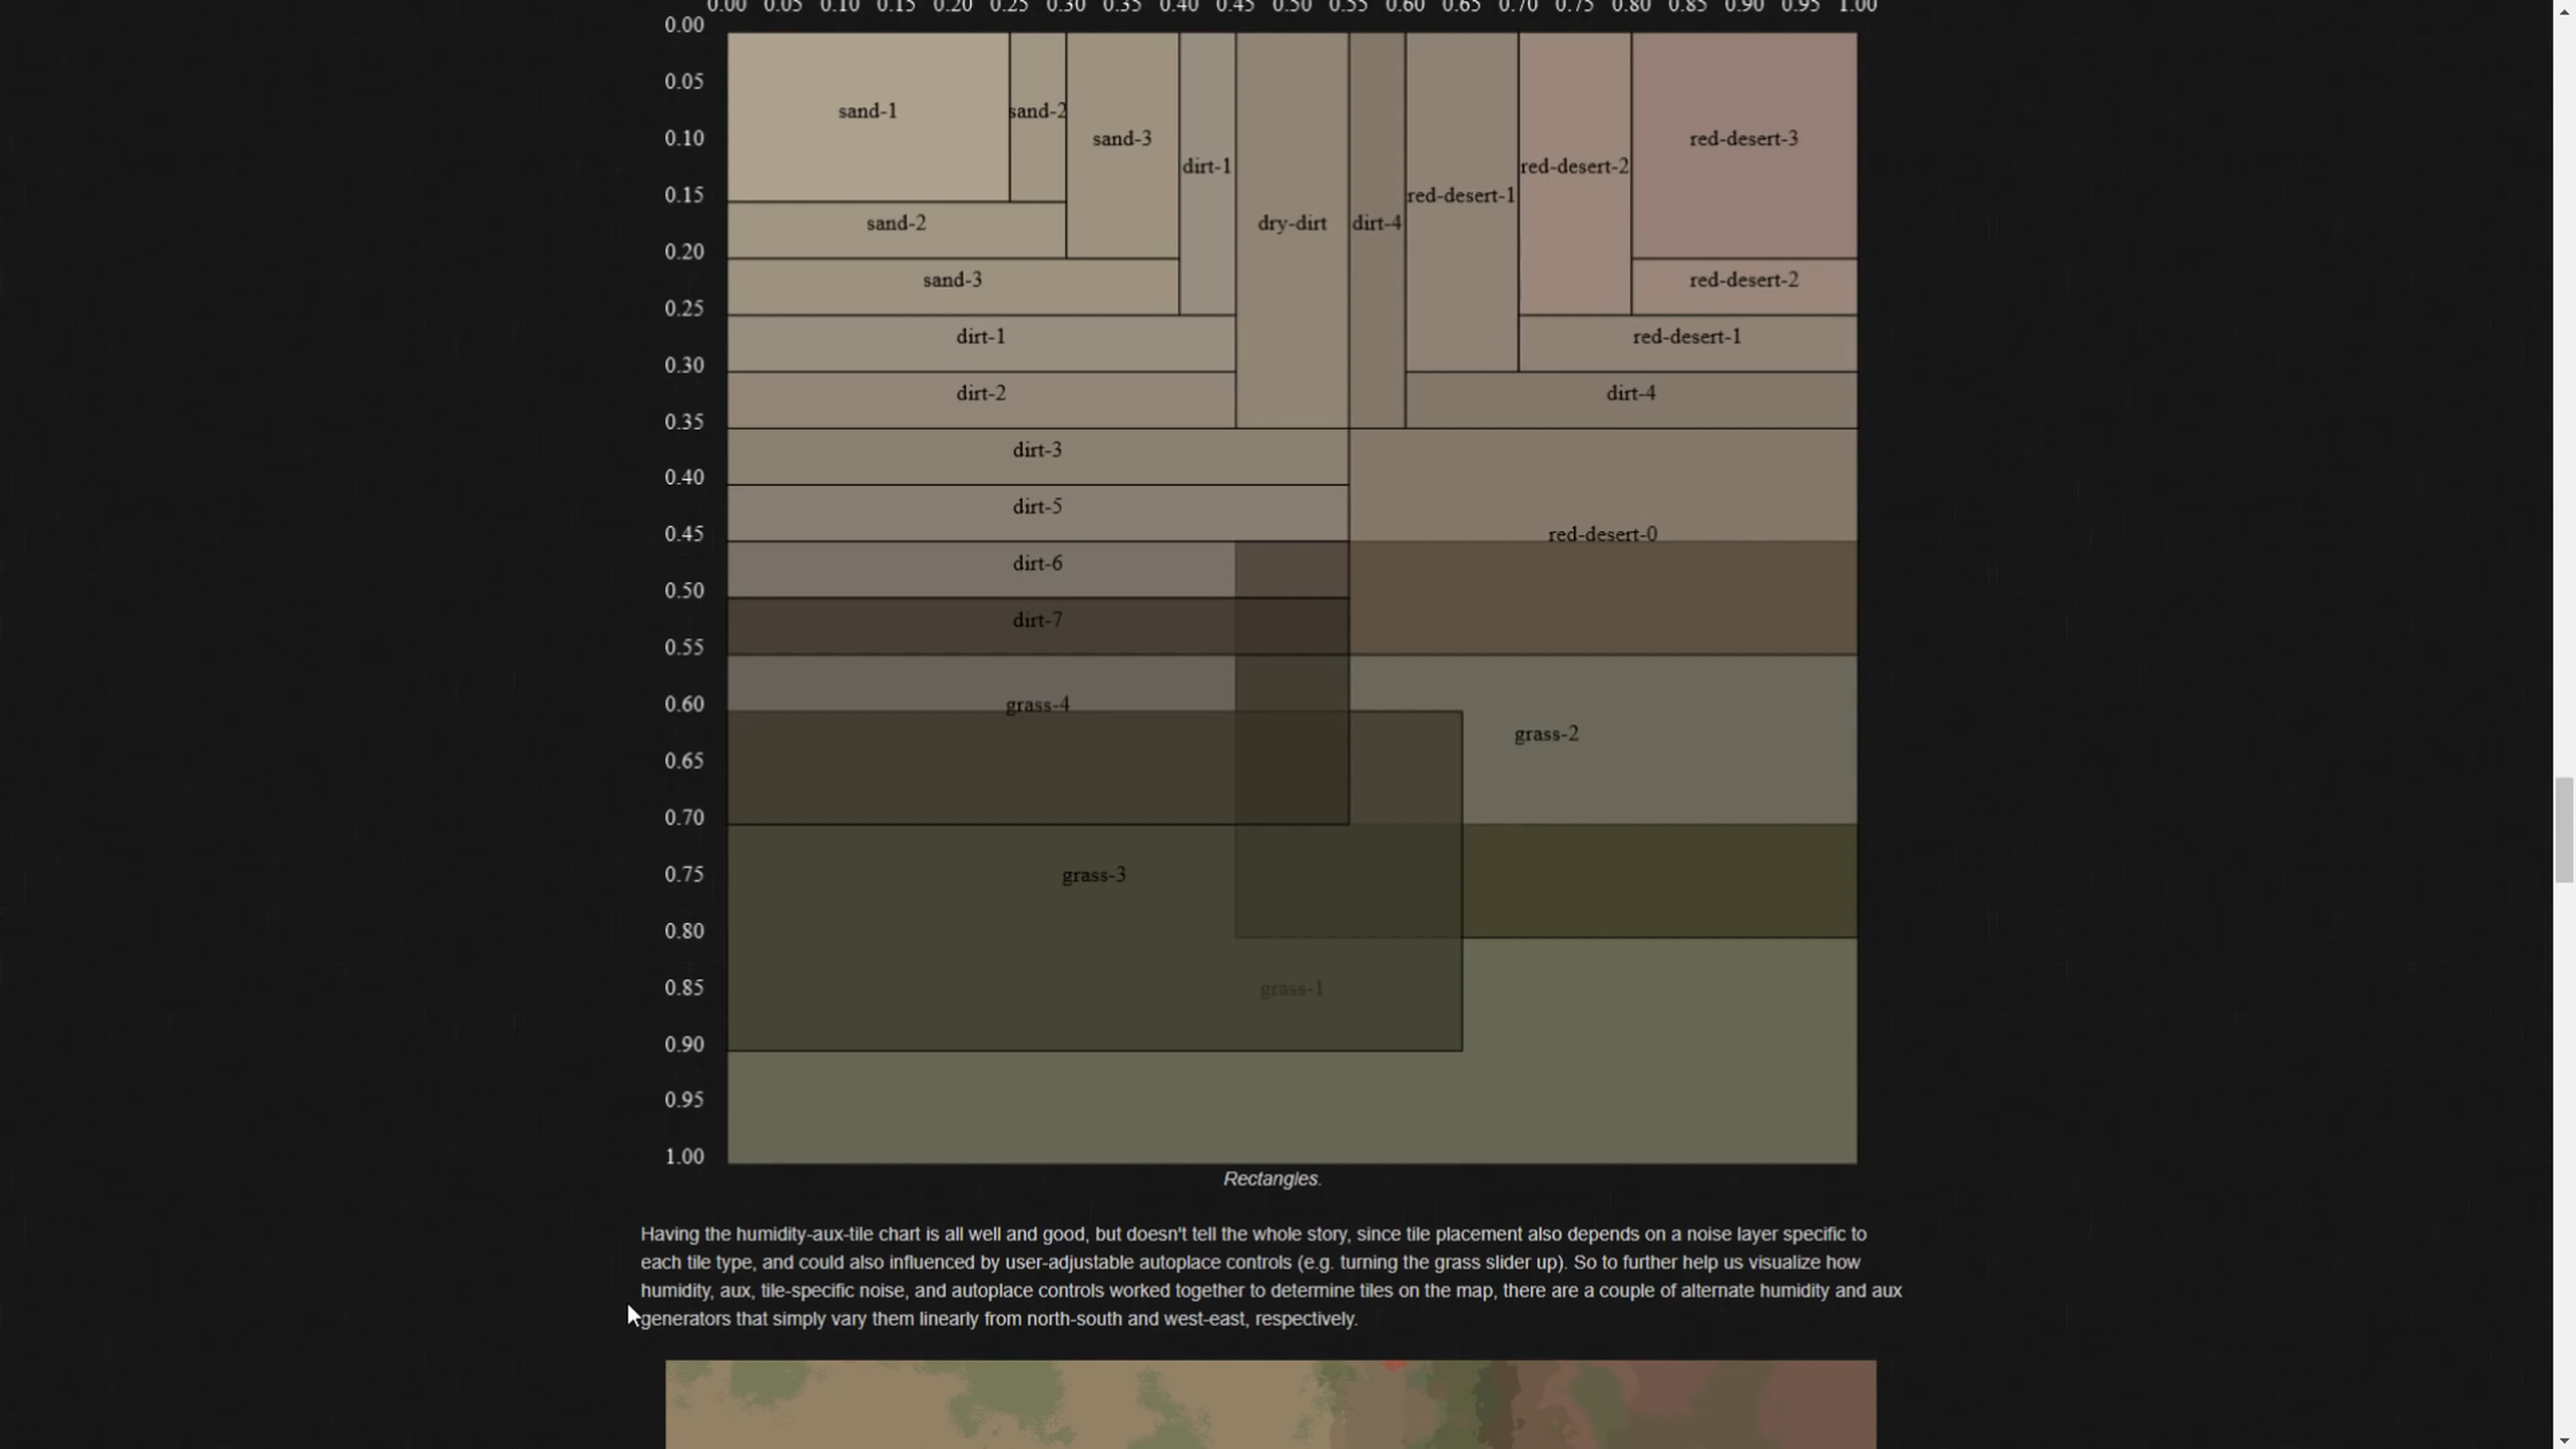 0.00 0.05 0.10 0.15 0.20 0.25 0.30 0.35 0.40 0.45 0.50 0.55 0.60 0.65 0.70 0.75 0.80 0.85 0.90 0.95 1.00
0.00
0.05
sand-1 sand-2
0.10 sand-3 red-desert-3
dirt-1 red-desert-2
0.15 red-desert-1
sand-2 dry-dirt dirt-4
0.20
sand-3 red-desert-2
0.25
dirt-1 red-desert-1
0.30
dirt-2 dirt-4
0.35
dirt-3
0.40
dirt-5
0.45 red-desert-0
dirt-6
0.50
dirt-7
0.55
0.60 grass-4
grass-2
0.65
0.70
0.75 grass-3
0.80
0.85 grass-1
0.90
0.95
1.00
Rectangles.
Having the humidity-aux-tile chart is all well and good, but doesn't tell the whole story, since tile placement also depends on a noise layer specific to
each tile type, and could also influenced by user-adjustable autoplace controls (e.g. turning the grass slider up). So to further help us visualize how
humidity, aux, tile-specific noise, and autoplace controls worked together to determine tiles on the map, there are a couple of alternate humidity and aux
generators that simply vary them linearly from north-south and west-east, respectively.